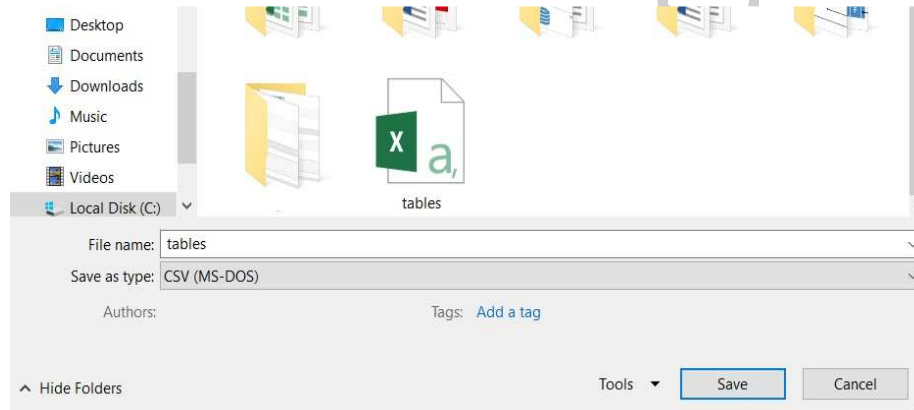 Desktop
Documents
Downloads
Music
Pictures
Videos
Local Disk (C:)
X a,
tables
File name: tables
Save as type: CSV (MS-DOS)
Authors:
Tags: Add a tag
Hide Folders
Tools
Save
Cancel